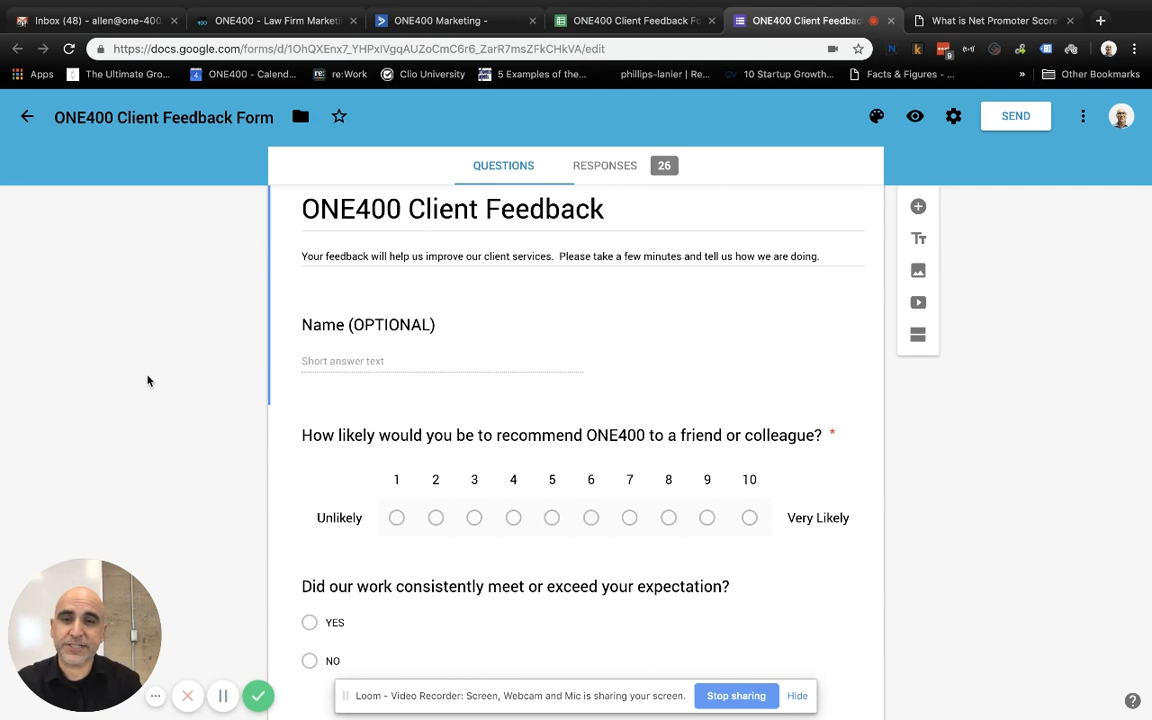 Inbox (48) - allen@one-400.
ONE400 - Law Firm Marketi
ONE400 Marketing -
ONE400 Client Feedback Fo
ONE400 Client Feedbac
What is Net Promoter Score
https://docs.google.com/forms/d/1OhQXEnx7_YHPxIVgqAUZoCmC6r6_ZarR7msZFkCHkVA/edit
9
Apps
The Ultimate Gro...
4
ONE400 - Calend...
re:
re:Work
Clio University
5 Examples of the...
phillips-lanier | Re...
CV
10 Startup Growth...
Facts & Figures - ...
»
Other Bookmarks
ONE400 Client Feedback Form
SEND
QUESTIONS
RESPONSES
26
ONE400 Client Feedback
Your feedback will help us improve our client services. Please take a few minutes and tell us how we are doing.
Name (OPTIONAL)
Short answer text
How likely would you be to recommend ONE400 to a friend or colleague? *
1 2 3 4 5 6 7 8 9 10
Unlikely
Very Likely
Did our work consistently meet or exceed your expectation?
YES
NO
Loom - Video Recorder: Screen, Webcam and Mic is sharing your screen.
Stop sharing
Hide